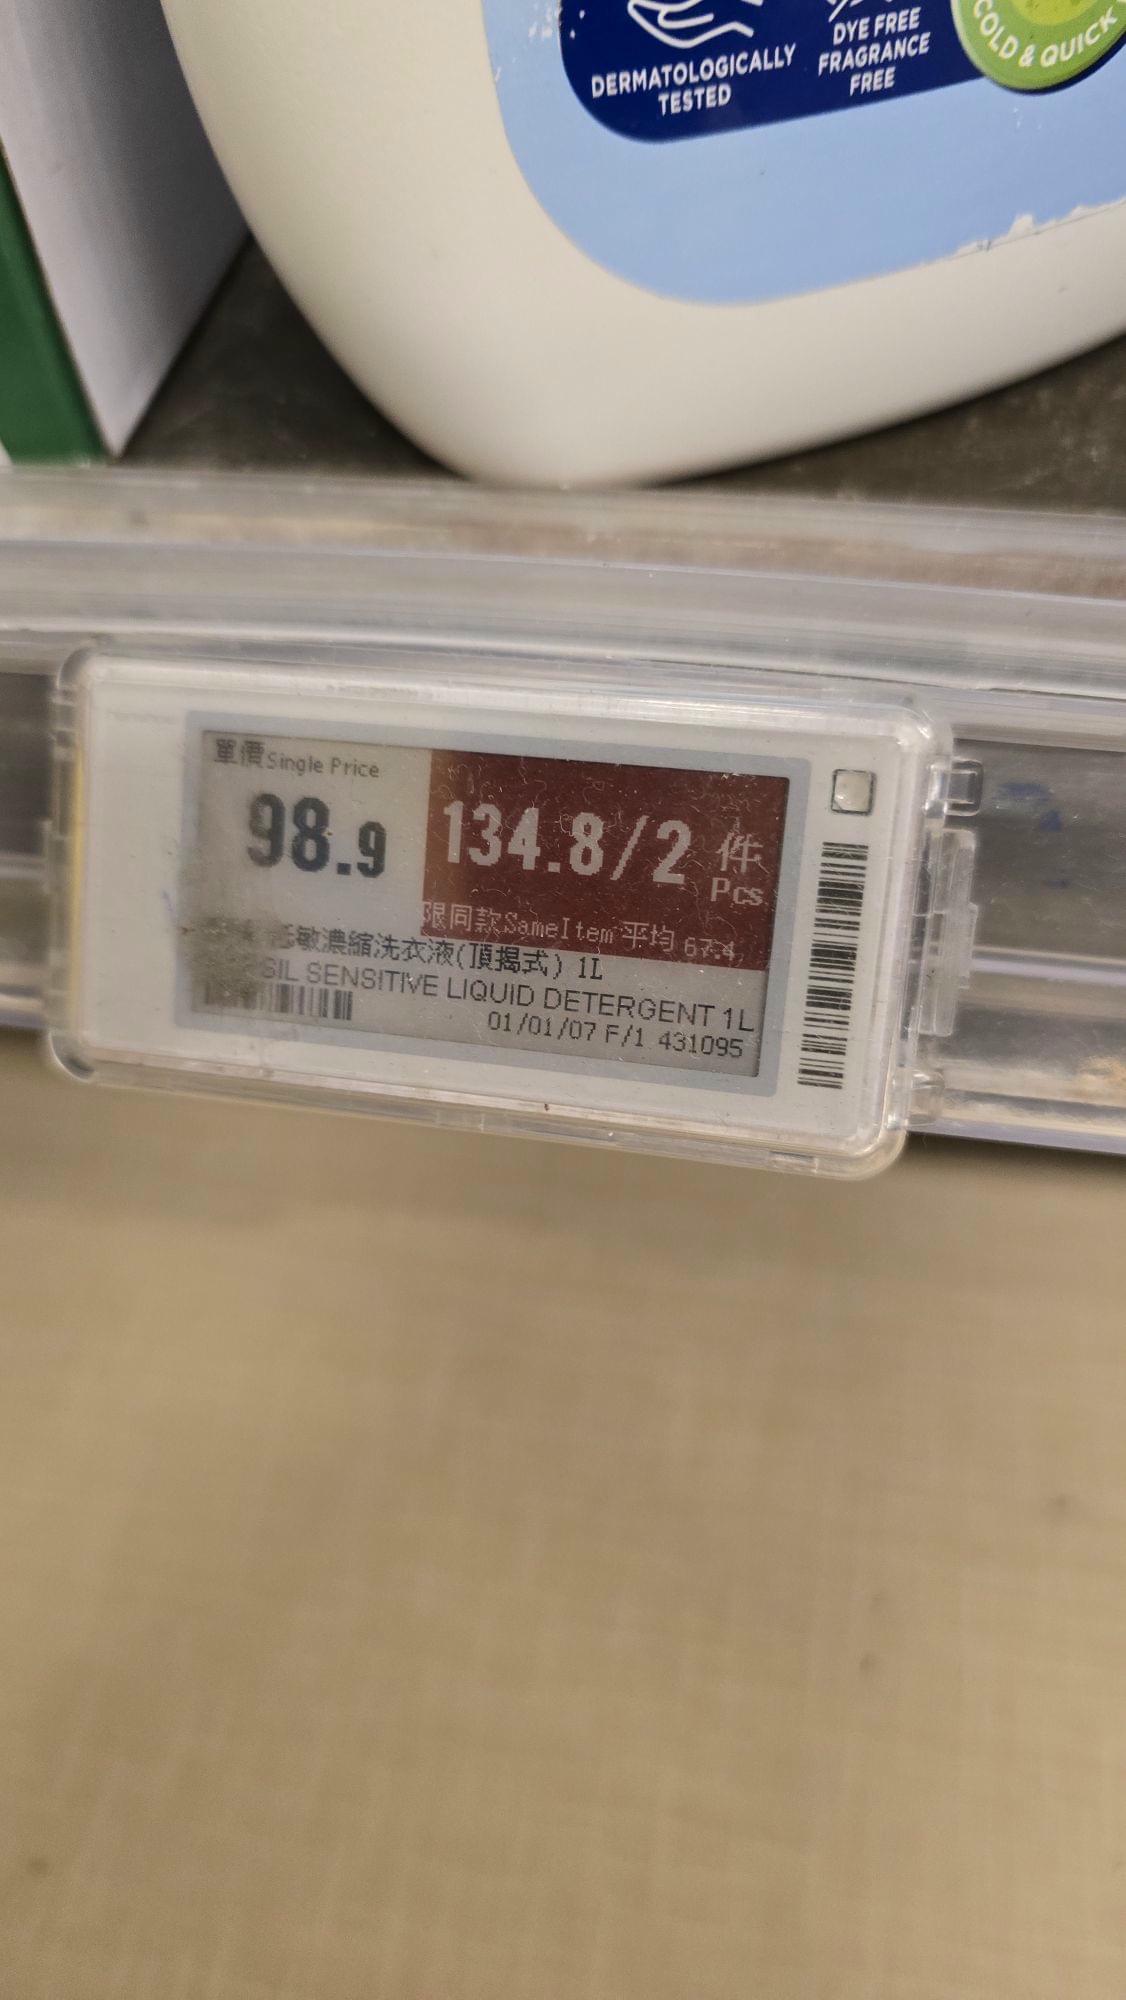 DERMATOLOGICALLY
TESTED
DYE FREE
FRAGRANCE
FREE
COLD & QUICK
單價Single Price
98.9
134.8/2 件
Pcs
限同款SameItem 平均 67.4
敏濃縮洗衣液(頂揭式) 1L
SIL SENSITIVE LIQUID DETERGENT 1L
01/01/07 F/1 431095